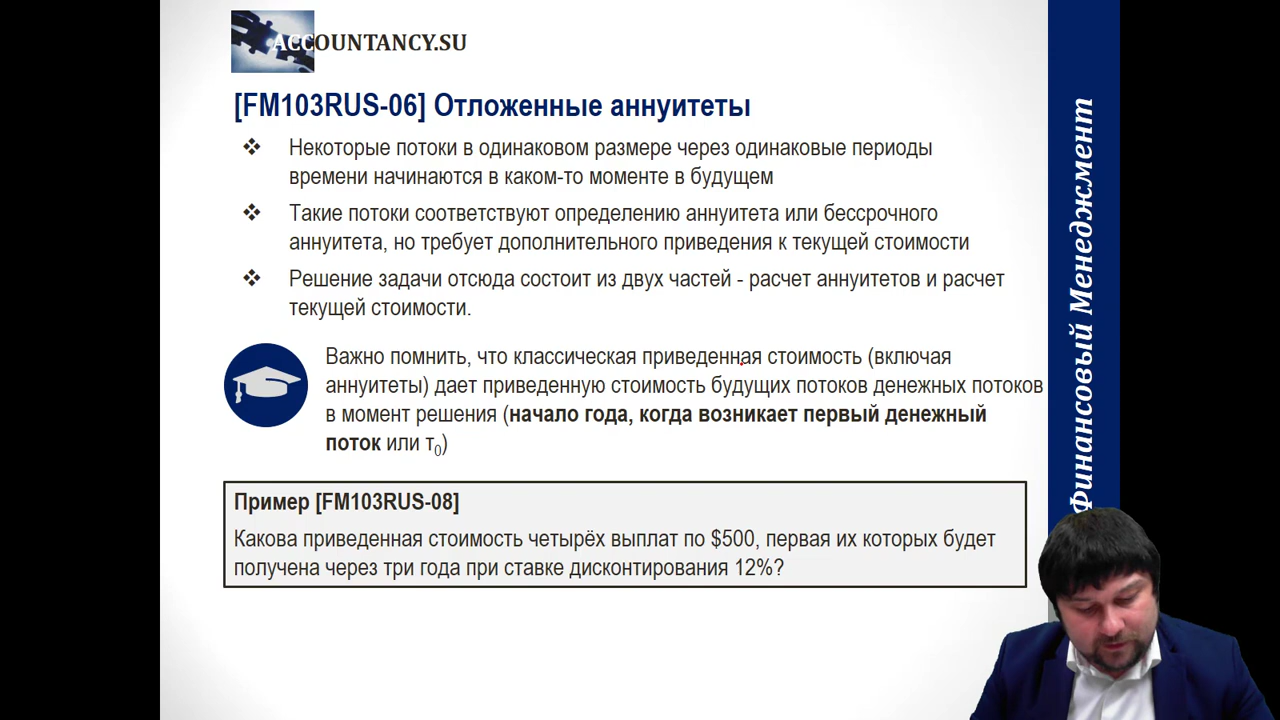 ACCOUNTANCY.SU
[FM103RUS-06] Отложенные аннуитеты
❖ Некоторые потоки в одинаковом размере через одинаковые периоды
времени начинаются в каком-то моменте в будущем
❖ Такие потоки соответствуют определению аннуитета или бессрочного
аннуитета, но требует дополнительного приведения к текущей стоимости
❖ Решение задачи отсюда состоит из двух частей - расчет аннуитетов и расчет
текущей стоимости.
Важно помнить, что классическая приведенная стоимость (включая
аннуитеты) дает приведенную стоимость будущих потоков денежных потоков
в момент решения (начало года, когда возникает первый денежный
поток или т0)
Пример [FM103RUS-08]
Какова приведенная стоимость четырёх выплат по $500, первая их которых будет
получена через три года при ставке дисконтирования 12%?
Финансовый Менеджмент